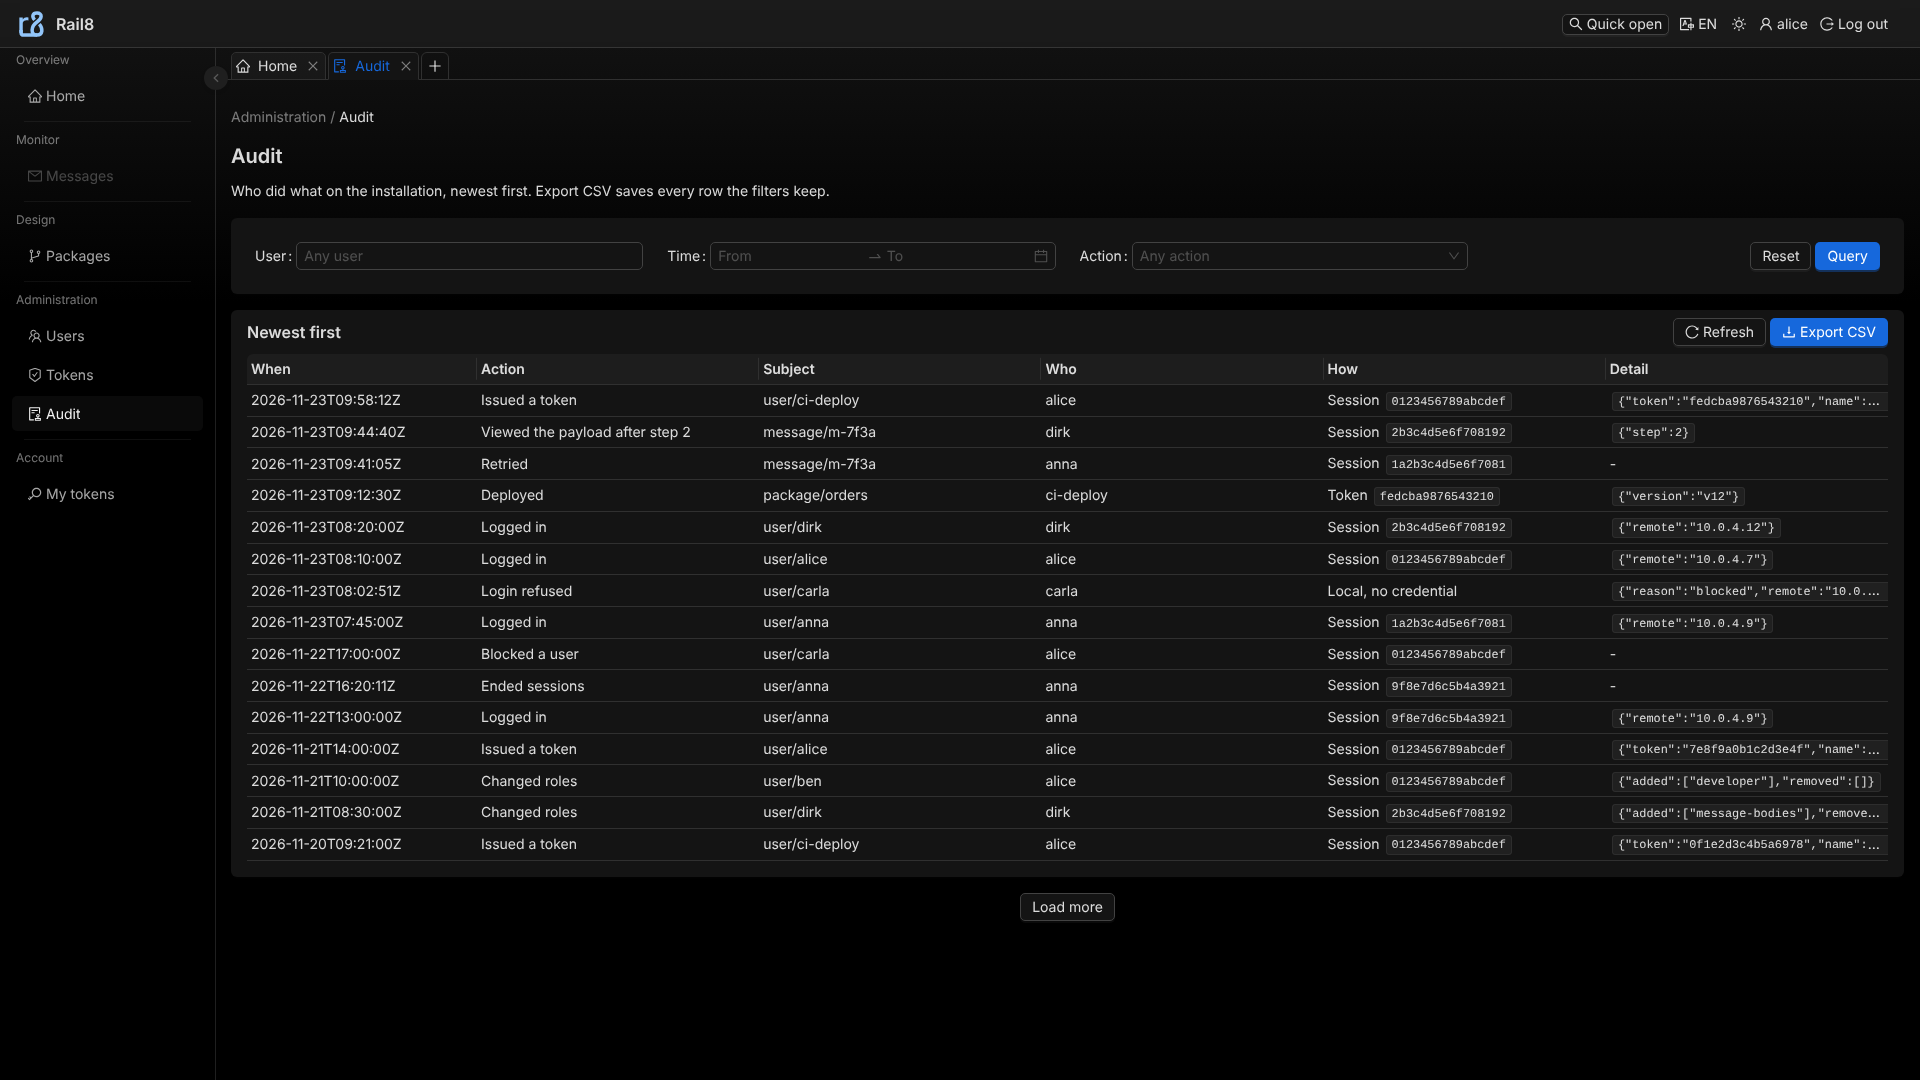 Rail8
Quick open
EN
alice
Log out
Overview
Home
Monitor
Messages
Design
Packages
Administration
Users
Tokens
Audit
Account
My tokens
Home
Audit
Administration / Audit
Audit
Who did what on the installation, newest first. Export CSV saves every row the filters keep.
User: Any user
Time: From → To
Action: Any action
Reset
Query
Newest first
Refresh
Export CSV
When Action Subject Who How Detail
2026-11-23T09:58:12Z Issued a token user/ci-deploy alice Session 0123456789abcdef {"token":"fedcba9876543210","name":...
2026-11-23T09:44:40Z Viewed the payload after step 2 message/m-7f3a dirk Session 2b3c4d5e6f708192 {"step":2}
2026-11-23T09:41:05Z Retried message/m-7f3a anna Session 1a2b3c4d5e6f7081 -
2026-11-23T09:12:30Z Deployed package/orders ci-deploy Token fedcba9876543210 {"version":"v12"}
2026-11-23T08:20:00Z Logged in user/dirk dirk Session 2b3c4d5e6f708192 {"remote":"10.0.4.12"}
2026-11-23T08:10:00Z Logged in user/alice alice Session 0123456789abcdef {"remote":"10.0.4.7"}
2026-11-23T08:02:51Z Login refused user/carla carla Local, no credential {"reason":"blocked","remote":"10.0....
2026-11-23T07:45:00Z Logged in user/anna anna Session 1a2b3c4d5e6f7081 {"remote":"10.0.4.9"}
2026-11-22T17:00:00Z Blocked a user user/carla alice Session 0123456789abcdef -
2026-11-22T16:20:11Z Ended sessions user/anna anna Session 9f8e7d6c5b4a3921 -
2026-11-22T13:00:00Z Logged in user/anna anna Session 9f8e7d6c5b4a3921 {"remote":"10.0.4.9"}
2026-11-21T14:00:00Z Issued a token user/alice alice Session 0123456789abcdef {"token":"7e8f9a0b1c2d3e4f","name":...
2026-11-21T10:00:00Z Changed roles user/ben alice Session 0123456789abcdef {"added":["developer"],"removed":[]}
2026-11-21T08:30:00Z Changed roles user/dirk dirk Session 2b3c4d5e6f708192 {"added":["message-bodies"],"remove...
2026-11-20T09:21:00Z Issued a token user/ci-deploy alice Session 0123456789abcdef {"token":"0f1e2d3c4b5a6978","name":...
Load more